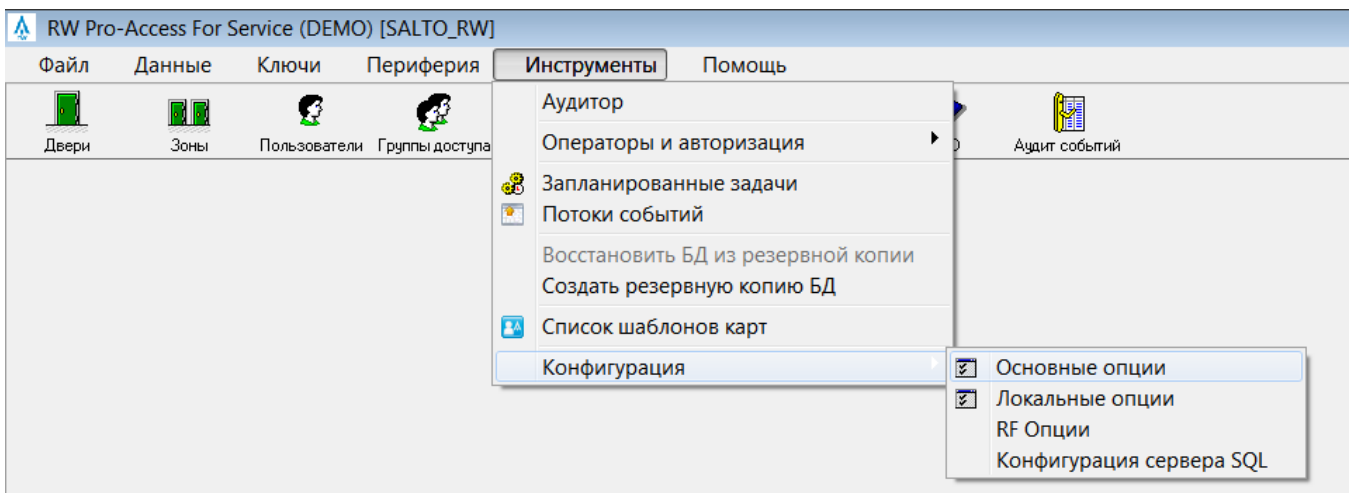 RW Pro-Access For Service (DEMO) [SALTO_RW]
Файл Данные Ключи Периферия Инструменты Помощь
Двери Зоны Пользователи Группы доступа Аудит событий
Аудитор
Операторы и авторизация
Запланированные задачи
Потоки событий
Восстановить БД из резервной копии
Создать резервную копию БД
Список шаблонов карт
Конфигурация
Основные опции
Локальные опции
RF Опции
Конфигурация сервера SQL